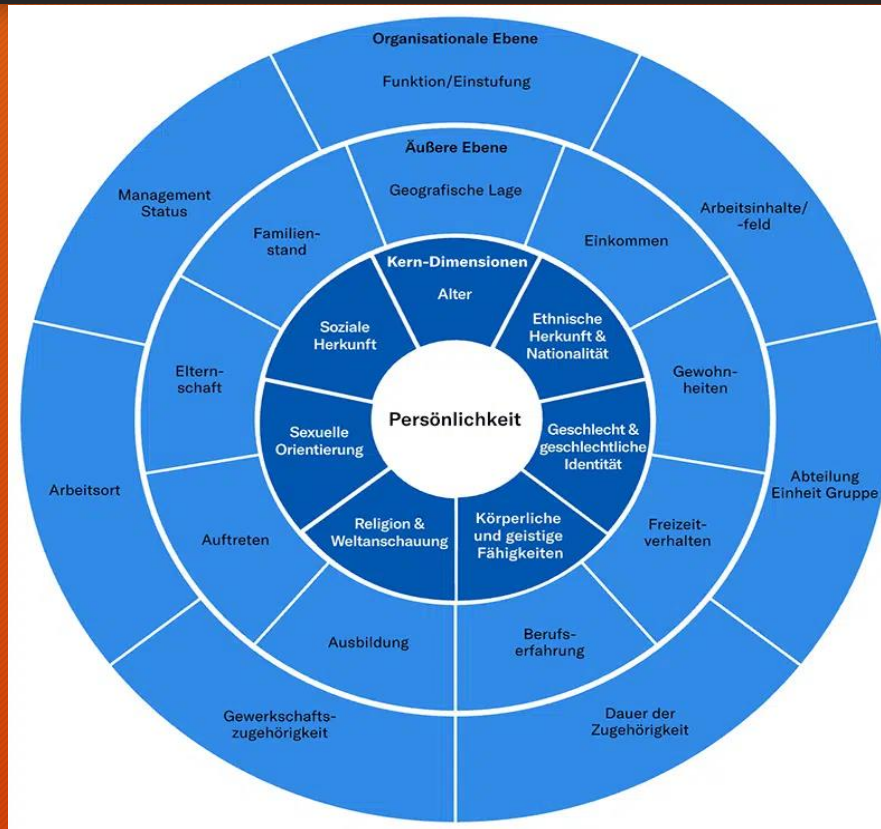 Organisationale Ebene
Funktion/Einstufung
Arbeitsinhalte/
-feld
Abteilung
Einheit Gruppe
Dauer der
Zugehörigkeit
Gewerkschafts-
zugehörigkeit
Arbeitsort
Management
Status
Äußere Ebene
Geografische Lage
Einkommen
Gewohn-
heiten
Freizeit-
verhalten
Berufs-
erfahrung
Ausbildung
Auftreten
Eltern-
schaft
Familien-
stand
Kern-Dimensionen
Alter
Ethnische
Herkunft &
Nationalität
Geschlecht &
geschlechtliche
Identität
Körperliche
und geistige
Fähigkeiten
Religion &
Weltanschauung
Sexuelle
Orientierung
Soziale
Herkunft
Persönlichkeit